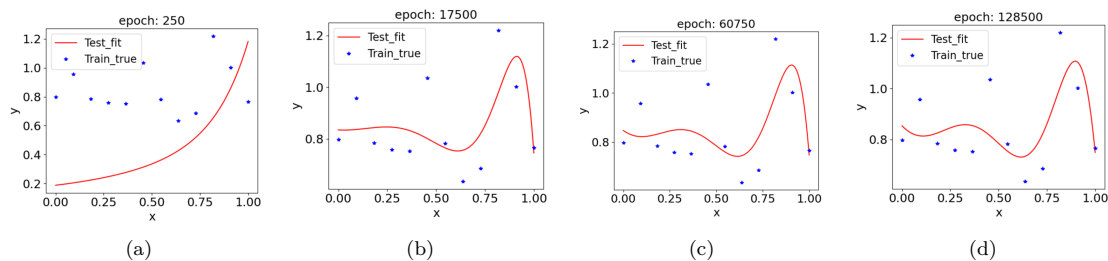 epoch: 250
Test_fit
Train_true
1.2
1.0
0.8
0.6
0.4
0.2
y
0.00 0.25 0.50 0.75 1.00
x
(a)
epoch: 17500
Test_fit
Train_true
1.2
1.0
0.8
y
0.00 0.25 0.50 0.75 1.00
x
(b)
epoch: 60750
Test_fit
Train_true
1.2
1.0
0.8
0.6
y
0.00 0.25 0.50 0.75 1.00
x
(c)
epoch: 128500
Test_fit
Train_true
1.2
1.0
0.8
y
0.00 0.25 0.50 0.75 1.00
x
(d)